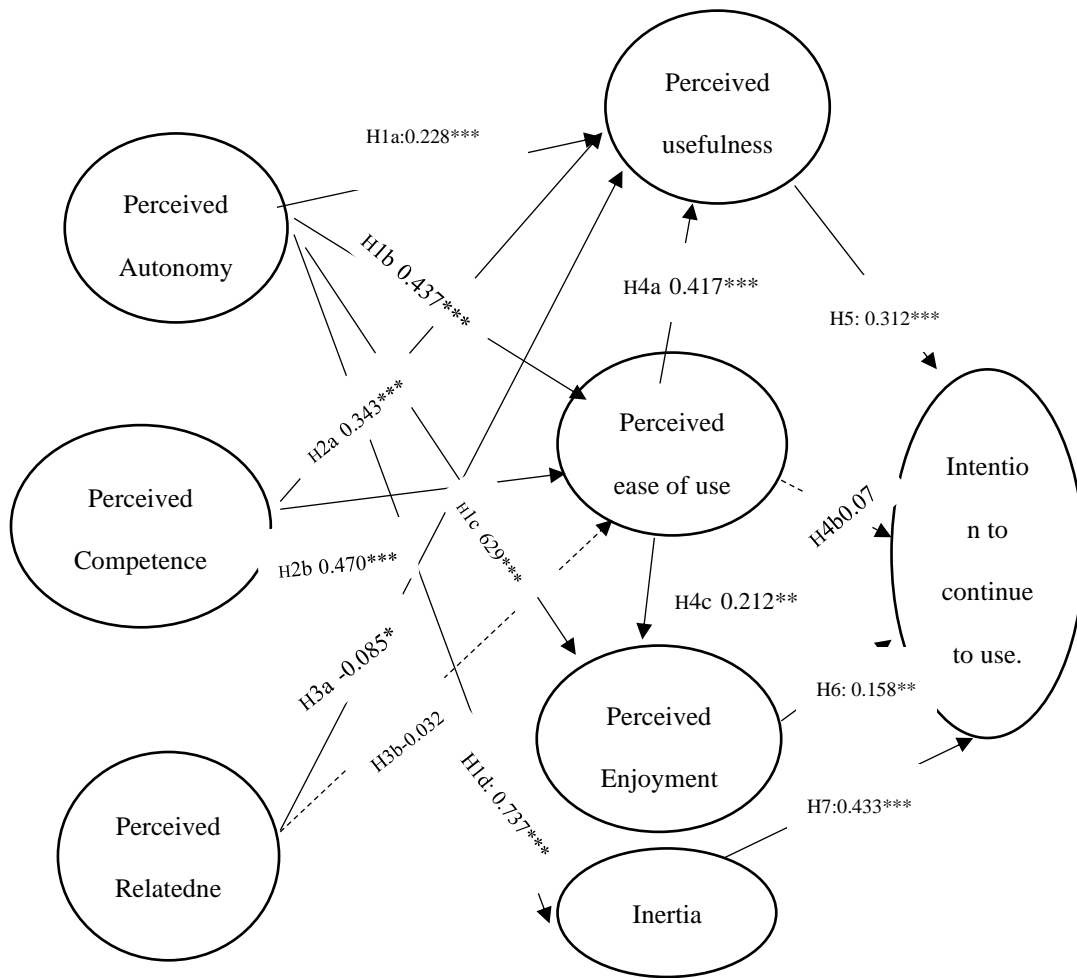 Perceived
usefulness
H1a:0.228***
Perceived
Autonomy
H1b 0.437***
H4a 0.417***
H5: 0.312***
H2a 0.343***
Perceived
ease of use
Intentio
n to
continue
to use.
Perceived
Competence
H1c 629***
H4b0.07
H2b 0.470***
H4c 0.212**
H3a -0.085*
H3b-0.032
H6: 0.158**
Perceived
Enjoyment
H1d: 0.737***
H7:0.433***
Perceived
Relatedne
Inertia